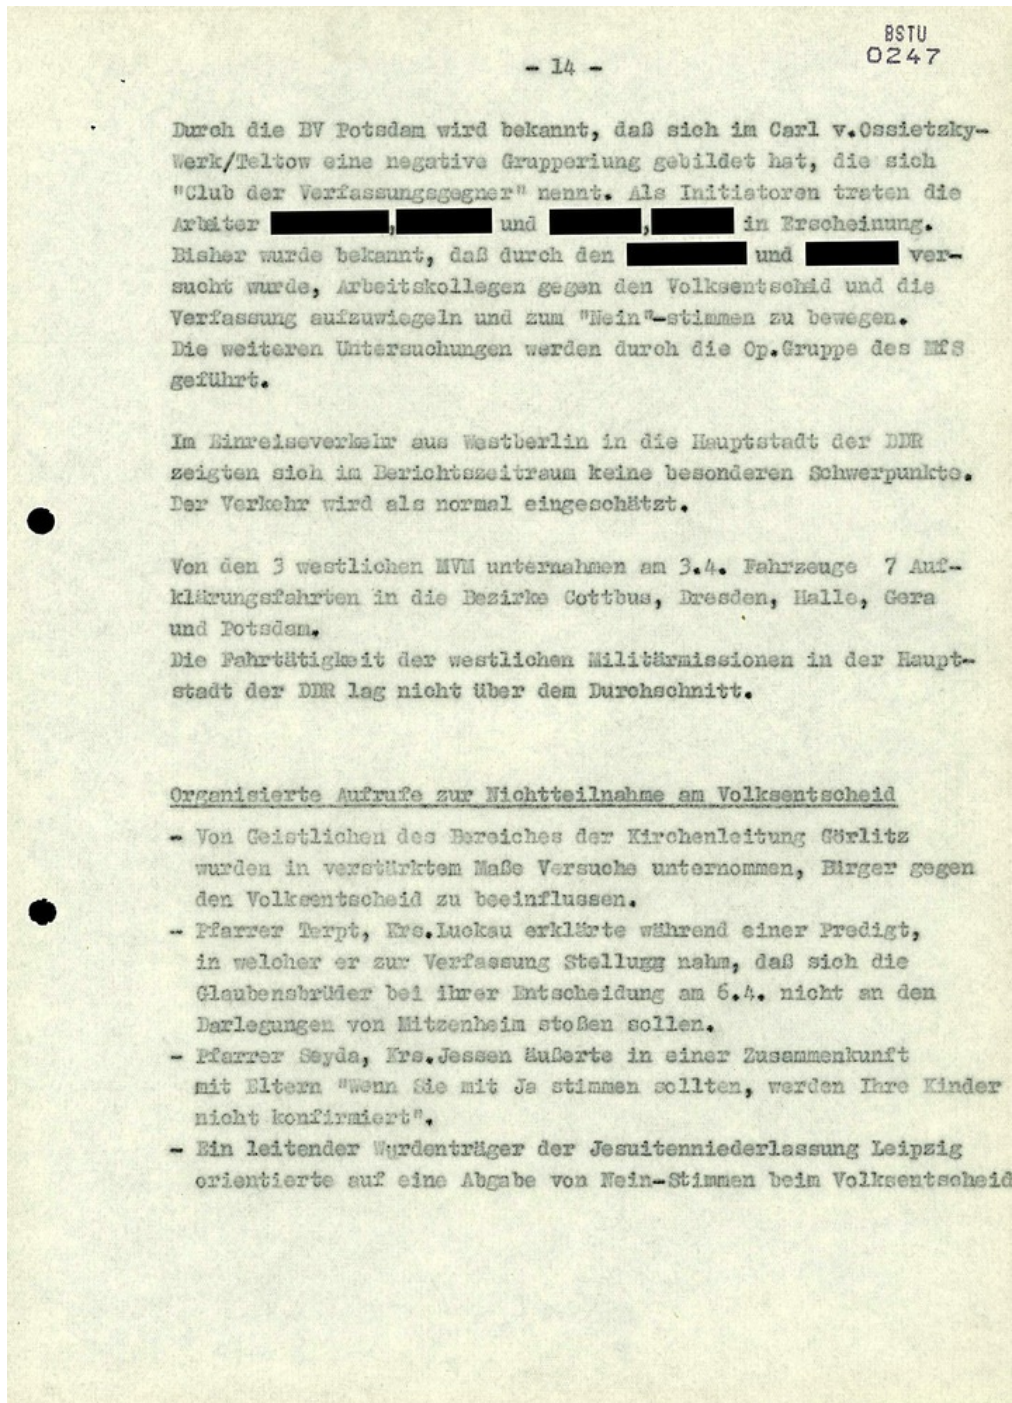 BSTU
0247
- 14 -
Durch die BV Potsdam wird bekannt, daß sich im Carl v.Ossietzky-
Werk/Teltow eine negative Grupperiung gebildet hat, die sich
"Club der Verfassungsgegner" nennt. Als Initiatoren traten die
Arbeiter , und , in Erscheinung.
Bisher wurde bekannt, daß durch den und ver-
sucht wurde, Arbeitskollegen gegen den Volksentscheid und die
Verfassung aufzuwiegeln und zum "Nein"-stimmen zu bewegen.
Die weiteren Untersuchungen werden durch die Op.Gruppe des MfS
geführt.
Im Einreiseverkehr aus Westberlin in die Hauptstadt der DDR
zeigten sich im Berichtszeitraum keine besonderen Schwerpunkte.
Der Verkehr wird als normal eingeschätzt.
Von den 3 westlichen MVM unternahmen am 3.4. Fahrzeuge 7 Auf-
klärungsfahrten in die Bezirke Cottbus, Dresden, Halle, Gera
und Potsdam.
Die Fahrtätigkeit der westlichen Militärmissionen in der Haupt-
stadt der DDR lag nicht über dem Durchschnitt.
Organisierte Aufrufe zur Nichtteilnahme am Volksentscheid
- Von Geistlichen des Bereiches der Kirchenleitung Görlitz
wurden in verstärktem Maße Versuche unternommen, Bürger gegen
den Volksentscheid zu beeinflussen.
- Pfarrer Terpt, Krs.Luckau erklärte während einer Predigt,
in welcher er zur Verfassung Stellugg nahm, daß sich die
Glaubensbrüder bei ihrer Entscheidung am 6.4. nicht an den
Darlegungen von Mitzenheim stoßen sollen.
- Pfarrer Seyda, Krs.Jessen äußerte in einer Zusammenkunft
mit Eltern "Wenn Sie mit Ja stimmen sollten, werden Ihre Kinder
nicht konfirmiert".
- Ein leitender Würdenträger der Jesuitenniederlassung Leipzig
orientierte auf eine Abgabe von Nein-Stimmen beim Volksentscheid